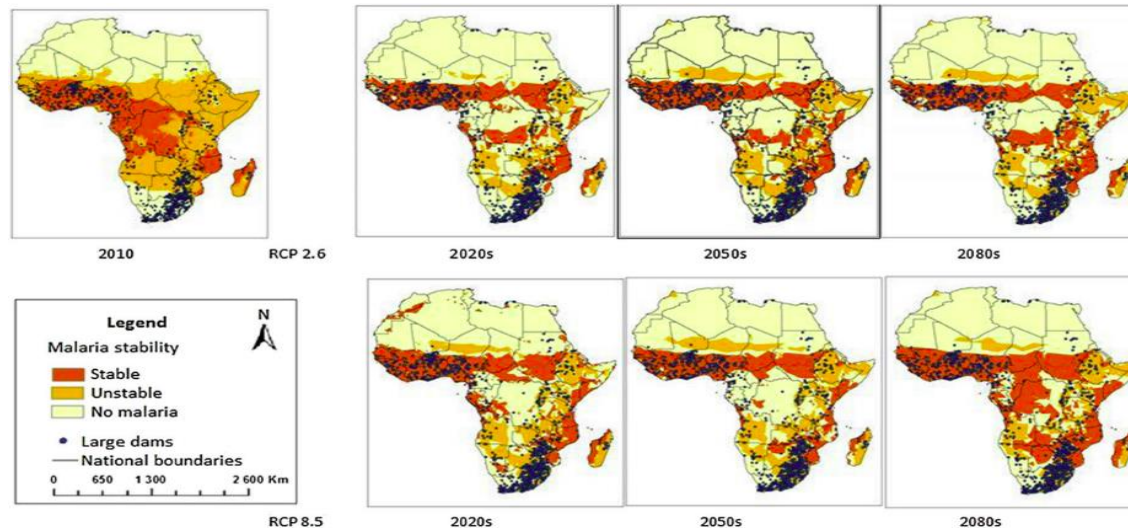 2010
RCP 2.6
2020s
2050s
2080s
Legend
N
Malaria stability
Stable
Unstable
No malaria
Large dams
National boundaries
0 650 1 300 2 600 Km
RCP 8.5
2020s
2050s
2080s